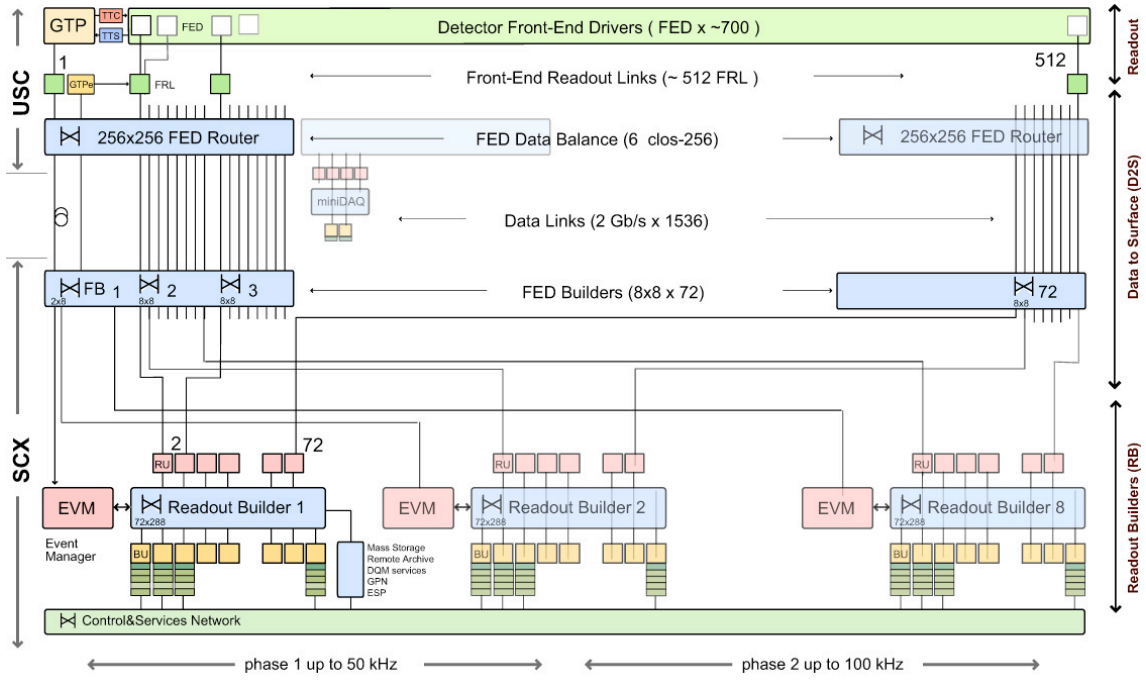 GTP
TTC
TTS
FED
Detector Front-End Drivers ( FED x ~700 )
Readout
USC
1
GTPe
FRL
Front-End Readout Links (~ 512 FRL )
512
256x256 FED Router
FED Data Balance (6 clos-256)
256x256 FED Router
miniDAQ
Data Links (2 Gb/s x 1536)
Data to Surface (D2S)
FB 1
2x8
2
8x8
3
8x8
FED Builders (8x8 x 72)
72
8x8
SCX
2
72
RU
RU
RU
EVM
Readout Builder 1
72x288
EVM
Readout Builder 2
72x288
EVM
Readout Builder 8
72x288
Readout Builders (RB)
Event
Manager
BU
Mass Storage
Remote Archive
DQM services
GPN
ESP
BU
BU
Control&Services Network
phase 1 up to 50 kHz
phase 2 up to 100 kHz